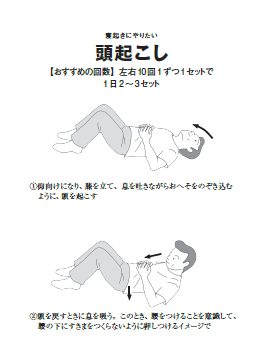 寝起きにやりたい
頭起こし
【おすすめの回数】左右10回1ずつ1セットで
1日2～3セット
①仰向けになり、膝を立て、息を吐きながらおへそをのぞき込む
ように、頭を起こす
②頭を戻すときに息を吸う。このとき、腰をつけることを意識して、
腰の下にすきまをつくらないように押しつけるイメージで